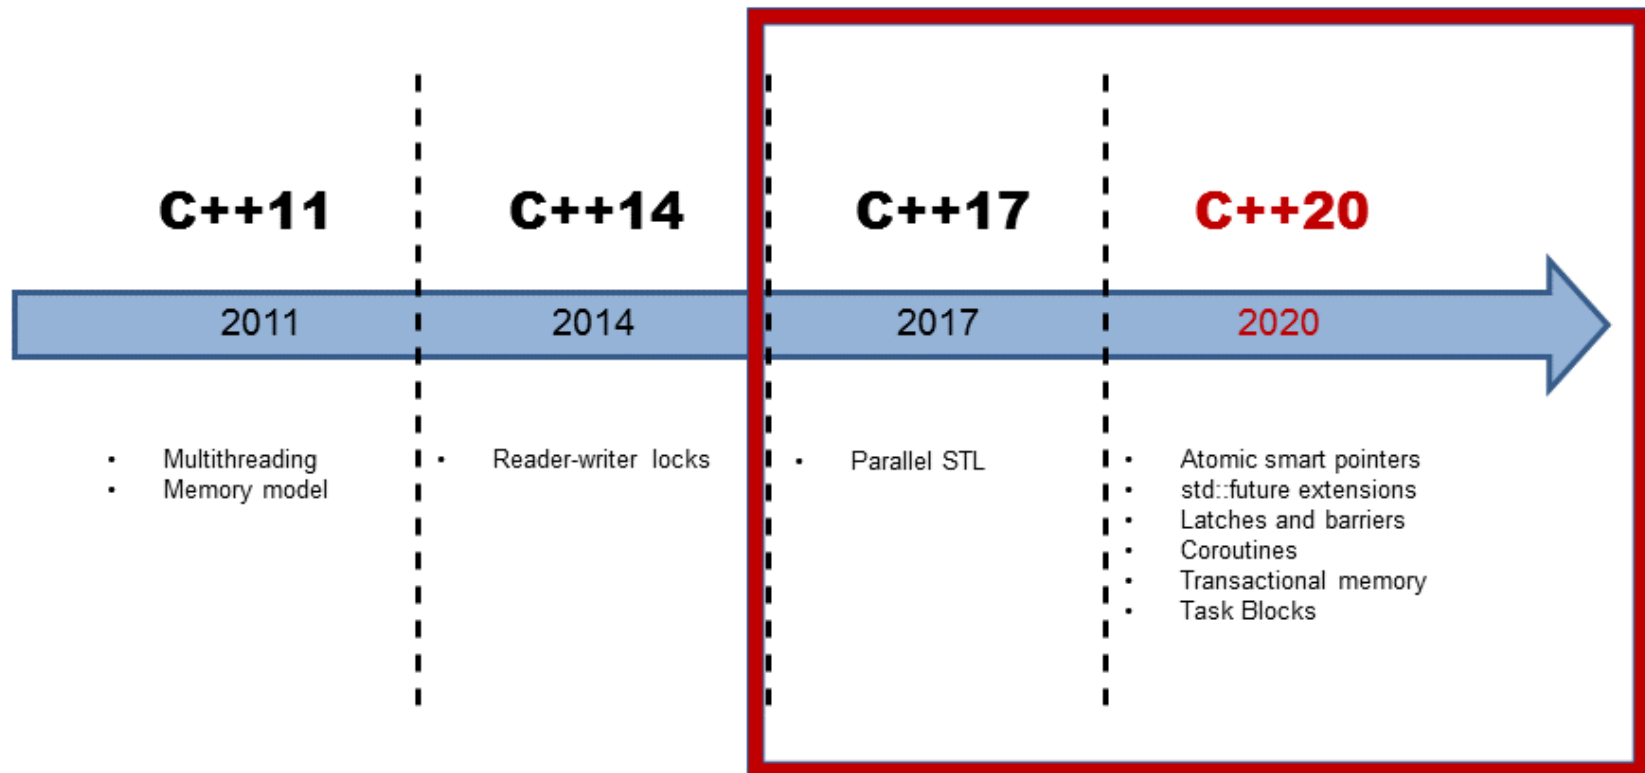 C++11
C++14
C++17
C++20
2011
2014
2017
2020
• Multithreading
• Memory model
• Reader-writer locks
• Parallel STL
• Atomic smart pointers
• std::future extensions
• Latches and barriers
• Coroutines
• Transactional memory
• Task Blocks